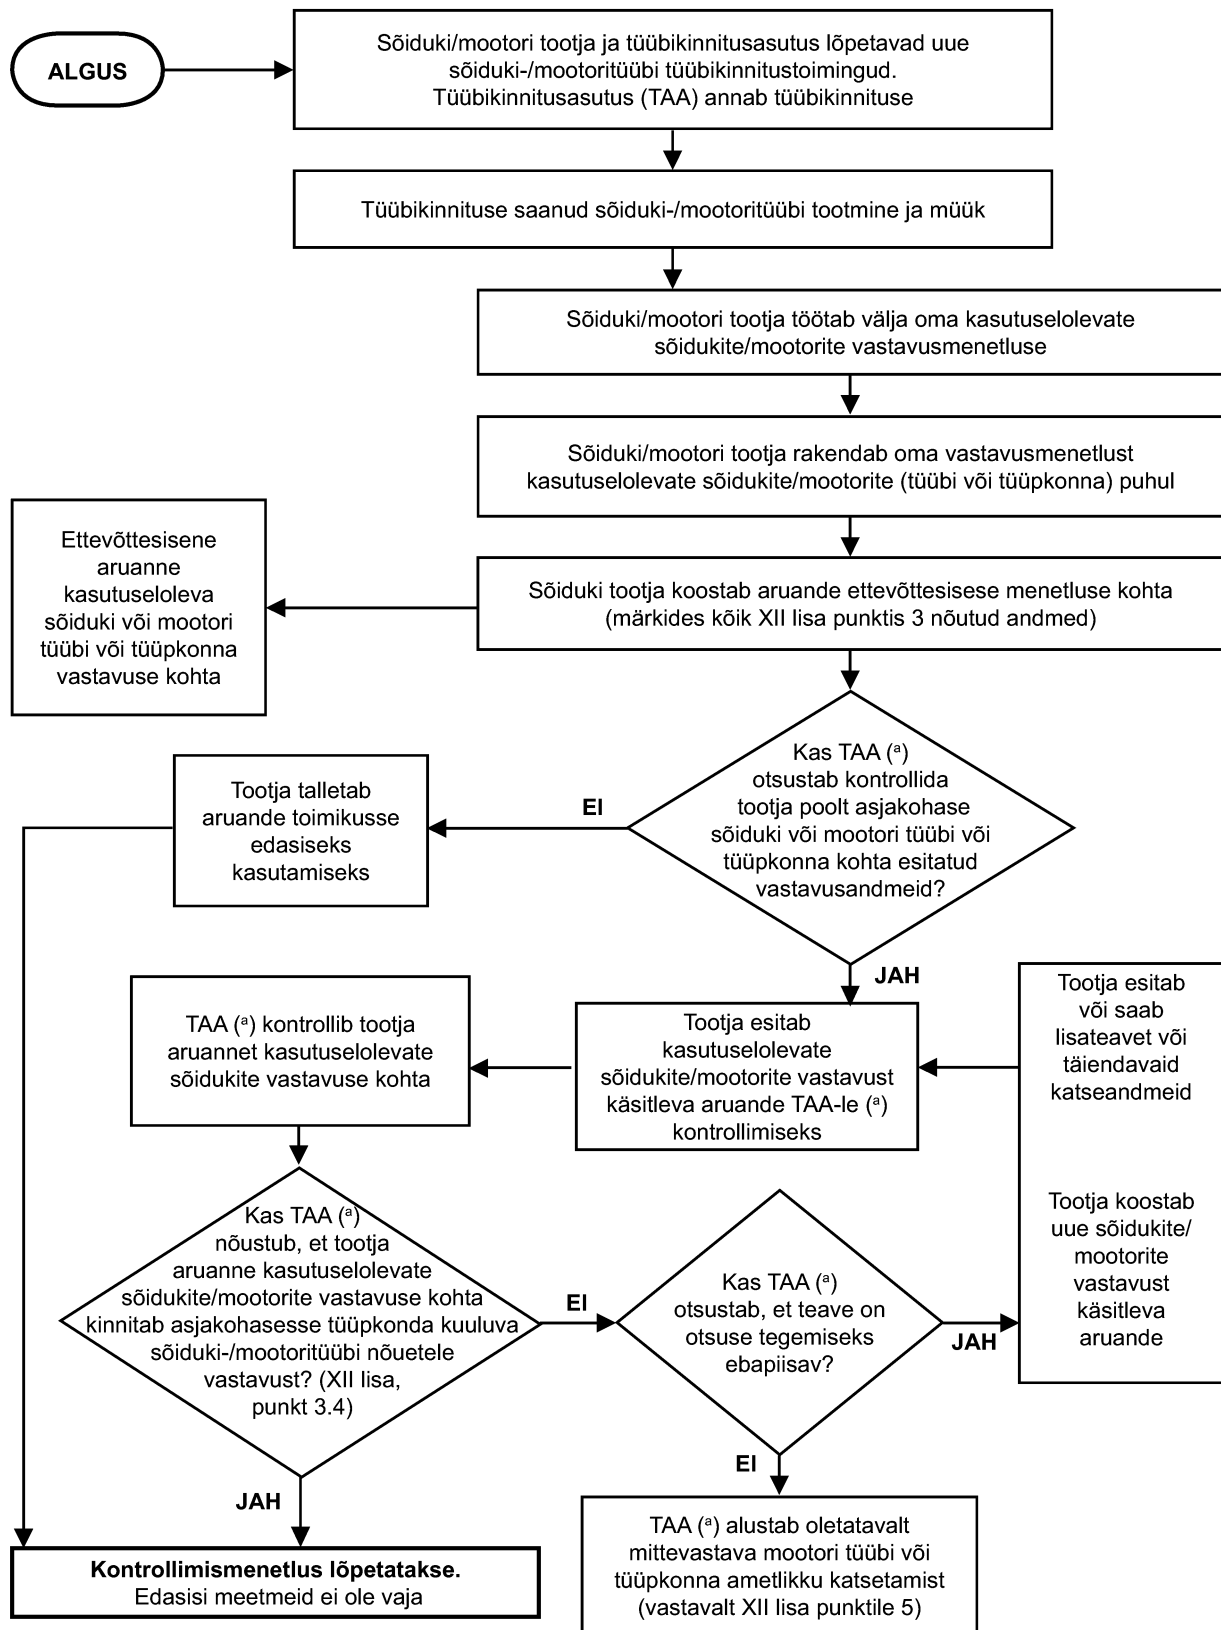 ALGUS
Sõiduki/mootori tootja ja tüübikinnitusasutus lõpetavad uue
sõiduki-/mootoritüübi tüübikinnitustoimingud.
Tüübikinnitusasutus (TAA) annab tüübikinnituse
Tüübikinnituse saanud sõiduki-/mootoritüübi tootmine ja müük
Sõiduki/mootori tootja töötab välja oma kasutuselolevate
sõidukite/mootorite vastavusmenetluse
Sõiduki/mootori tootja rakendab oma vastavusmenetlust
kasutuselolevate sõidukite/mootorite (tüübi või tüüpkonna) puhul
Sõiduki tootja koostab aruande ettevõttesisese menetluse kohta
(märkides kõik XII lisa punktis 3 nõutud andmed)
Ettevõttesisene
aruanne
kasutuseloleva
sõiduki või mootori
tüübi või tüüpkonna
vastavuse kohta
Kas TAA (ᵃ)
otsustab kontrollida
tootja poolt asjakohase
sõiduki või mootori tüübi või
tüüpkonna kohta esitatud
vastavusandmeid?
EI
Tootja talletab
aruande toimikusse
edasiseks
kasutamiseks
JAH
Tootja esitab
kasutuselolevate
sõidukite/mootorite vastavust
käsitleva aruande TAA-le (ᵃ)
kontrollimiseks
Tootja esitab
või saab
lisateavet või
täiendavaid
katseandmeid
Tootja koostab
uue sõidukite/
mootorite
vastavust
käsitleva
aruande
TAA (ᵃ) kontrollib tootja
aruannet kasutuselolevate
sõidukite vastavuse kohta
Kas TAA (ᵃ)
nõustub, et tootja
aruanne kasutuselolevate
sõidukite/mootorite vastavuse kohta
kinnitab asjakohasesse tüüpkonda kuuluva
sõiduki-/mootoritüübi nõuetele
vastavust? (XII lisa,
punkt 3.4)
EI
Kas TAA (ᵃ)
otsustab, et teave on
otsuse tegemiseks
ebapiisav?
JAH
EI
JAH
Kontrollimismenetlus lõpetatakse.
Edasisi meetmeid ei ole vaja
TAA (ᵃ) alustab oletatavalt
mittevastava mootori tüübi või
tüüpkonna ametlikku katsetamist
(vastavalt XII lisa punktile 5)